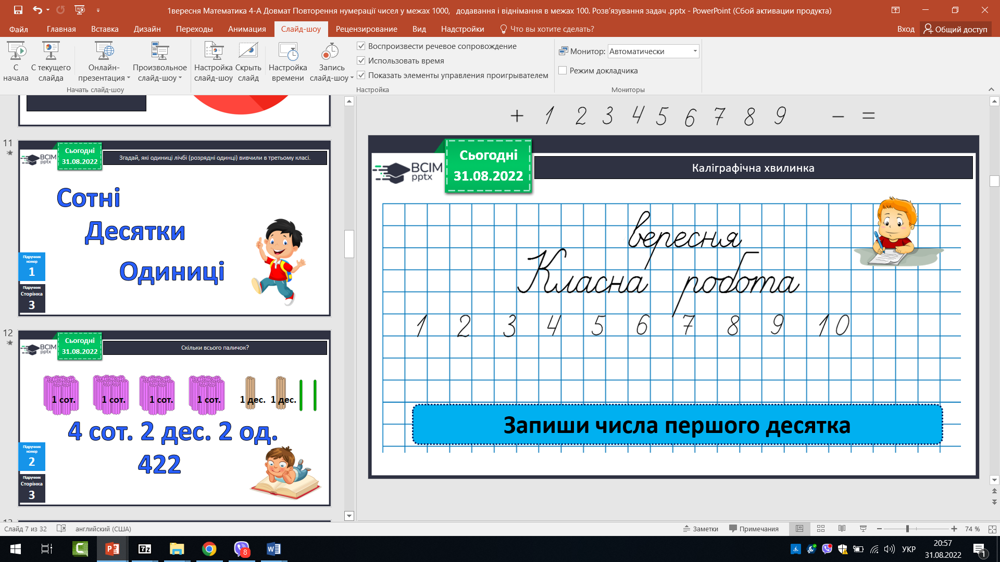 1вересня Математика 4-А Довмат Повторення нумерації чисел у межах 1000, додавання і віднімання в межах 100. Розв'язування задач .pptx - PowerPoint (Сбой активации продукта)
Файл Главная Вставка Дизайн Переходы Анимация Слайд-шоу Рецензирование Вид Надстройки Что вы хотите сделать? Вход Общий доступ
С начала
С текущего слайда
Онлайн-презентация
Произвольное слайд-шоу
Начать слайд-шоу
Настройка слайд-шоу
Скрыть слайд
Настройка времени
Запись слайд-шоу
Воспроизвести речевое сопровождение
Использовать время
Показать элементы управления проигрывателем
Настройка
Монитор: Автоматически
Режим докладчика
Мониторы
11
Сьогодні
31.08.2022
BCIM
pptx
Згадай, які одиниці лічби (розрядні одинці) вивчили в третьому класі.
Сотні
Десятки
Одиниці
Підручник
номер
1
Підручник
Сторінка
3
12
Сьогодні
31.08.2022
BCIM
pptx
Скільки всього паличок?
1 сот. 1 сот. 1 сот. 1 сот. 1 дес. 1 дес.
4 сот. 2 дес. 2 од.
422
Підручник
номер
2
Підручник
Сторінка
3
+ 1 2 3 4 5 6 7 8 9 − =
Сьогодні
31.08.2022
BCIM
pptx
Каліграфічна хвилинка
вересня
Класна робота
1 2 3 4 5 6 7 8 9 10
Запиши числа першого десятка
Слайд 7 из 32 английский (США) Заметки Примечания 74 %
7z 8 УКР
20:57
31.08.2022
1